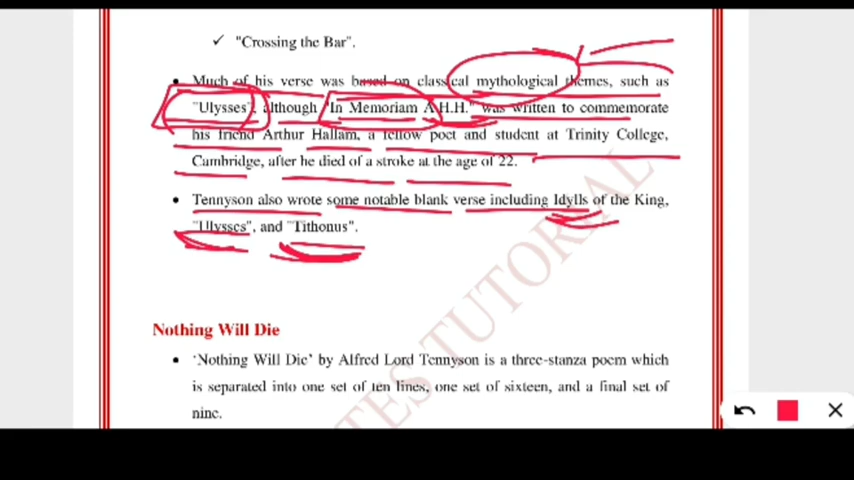 ✓ "Crossing the Bar".
• Much of his verse was based on classical mythological themes, such as
"Ulysses", although "In Memoriam A.H.H." was written to commemorate
his friend Arthur Hallam, a fellow poet and student at Trinity College,
Cambridge, after he died of a stroke at the age of 22.
• Tennyson also wrote some notable blank verse including Idylls of the King,
"Ulysses", and "Tithonus".
Nothing Will Die
• 'Nothing Will Die' by Alfred Lord Tennyson is a three-stanza poem which
is separated into one set of ten lines, one set of sixteen, and a final set of
nine.
TES TUTORIAL